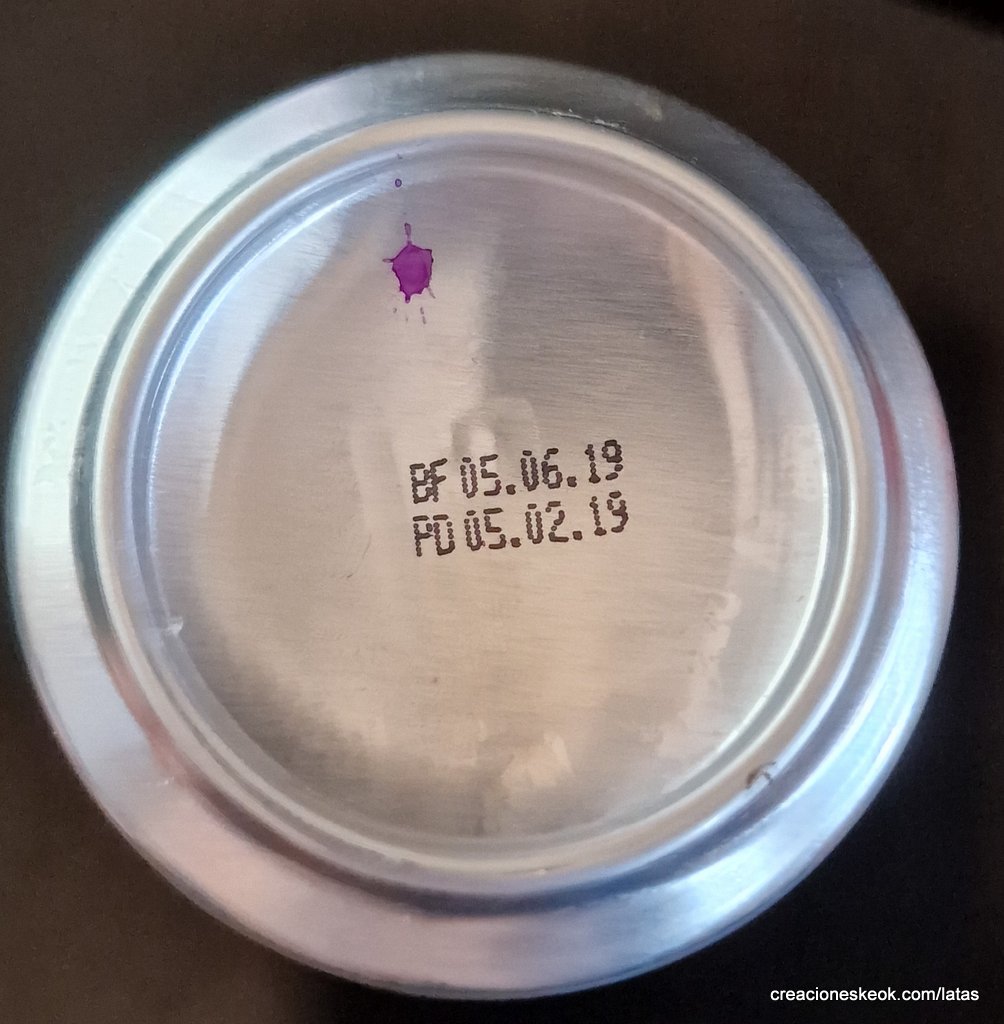 BF 05.06.19
PD 05.02.19
creacioneskeok.com/latas